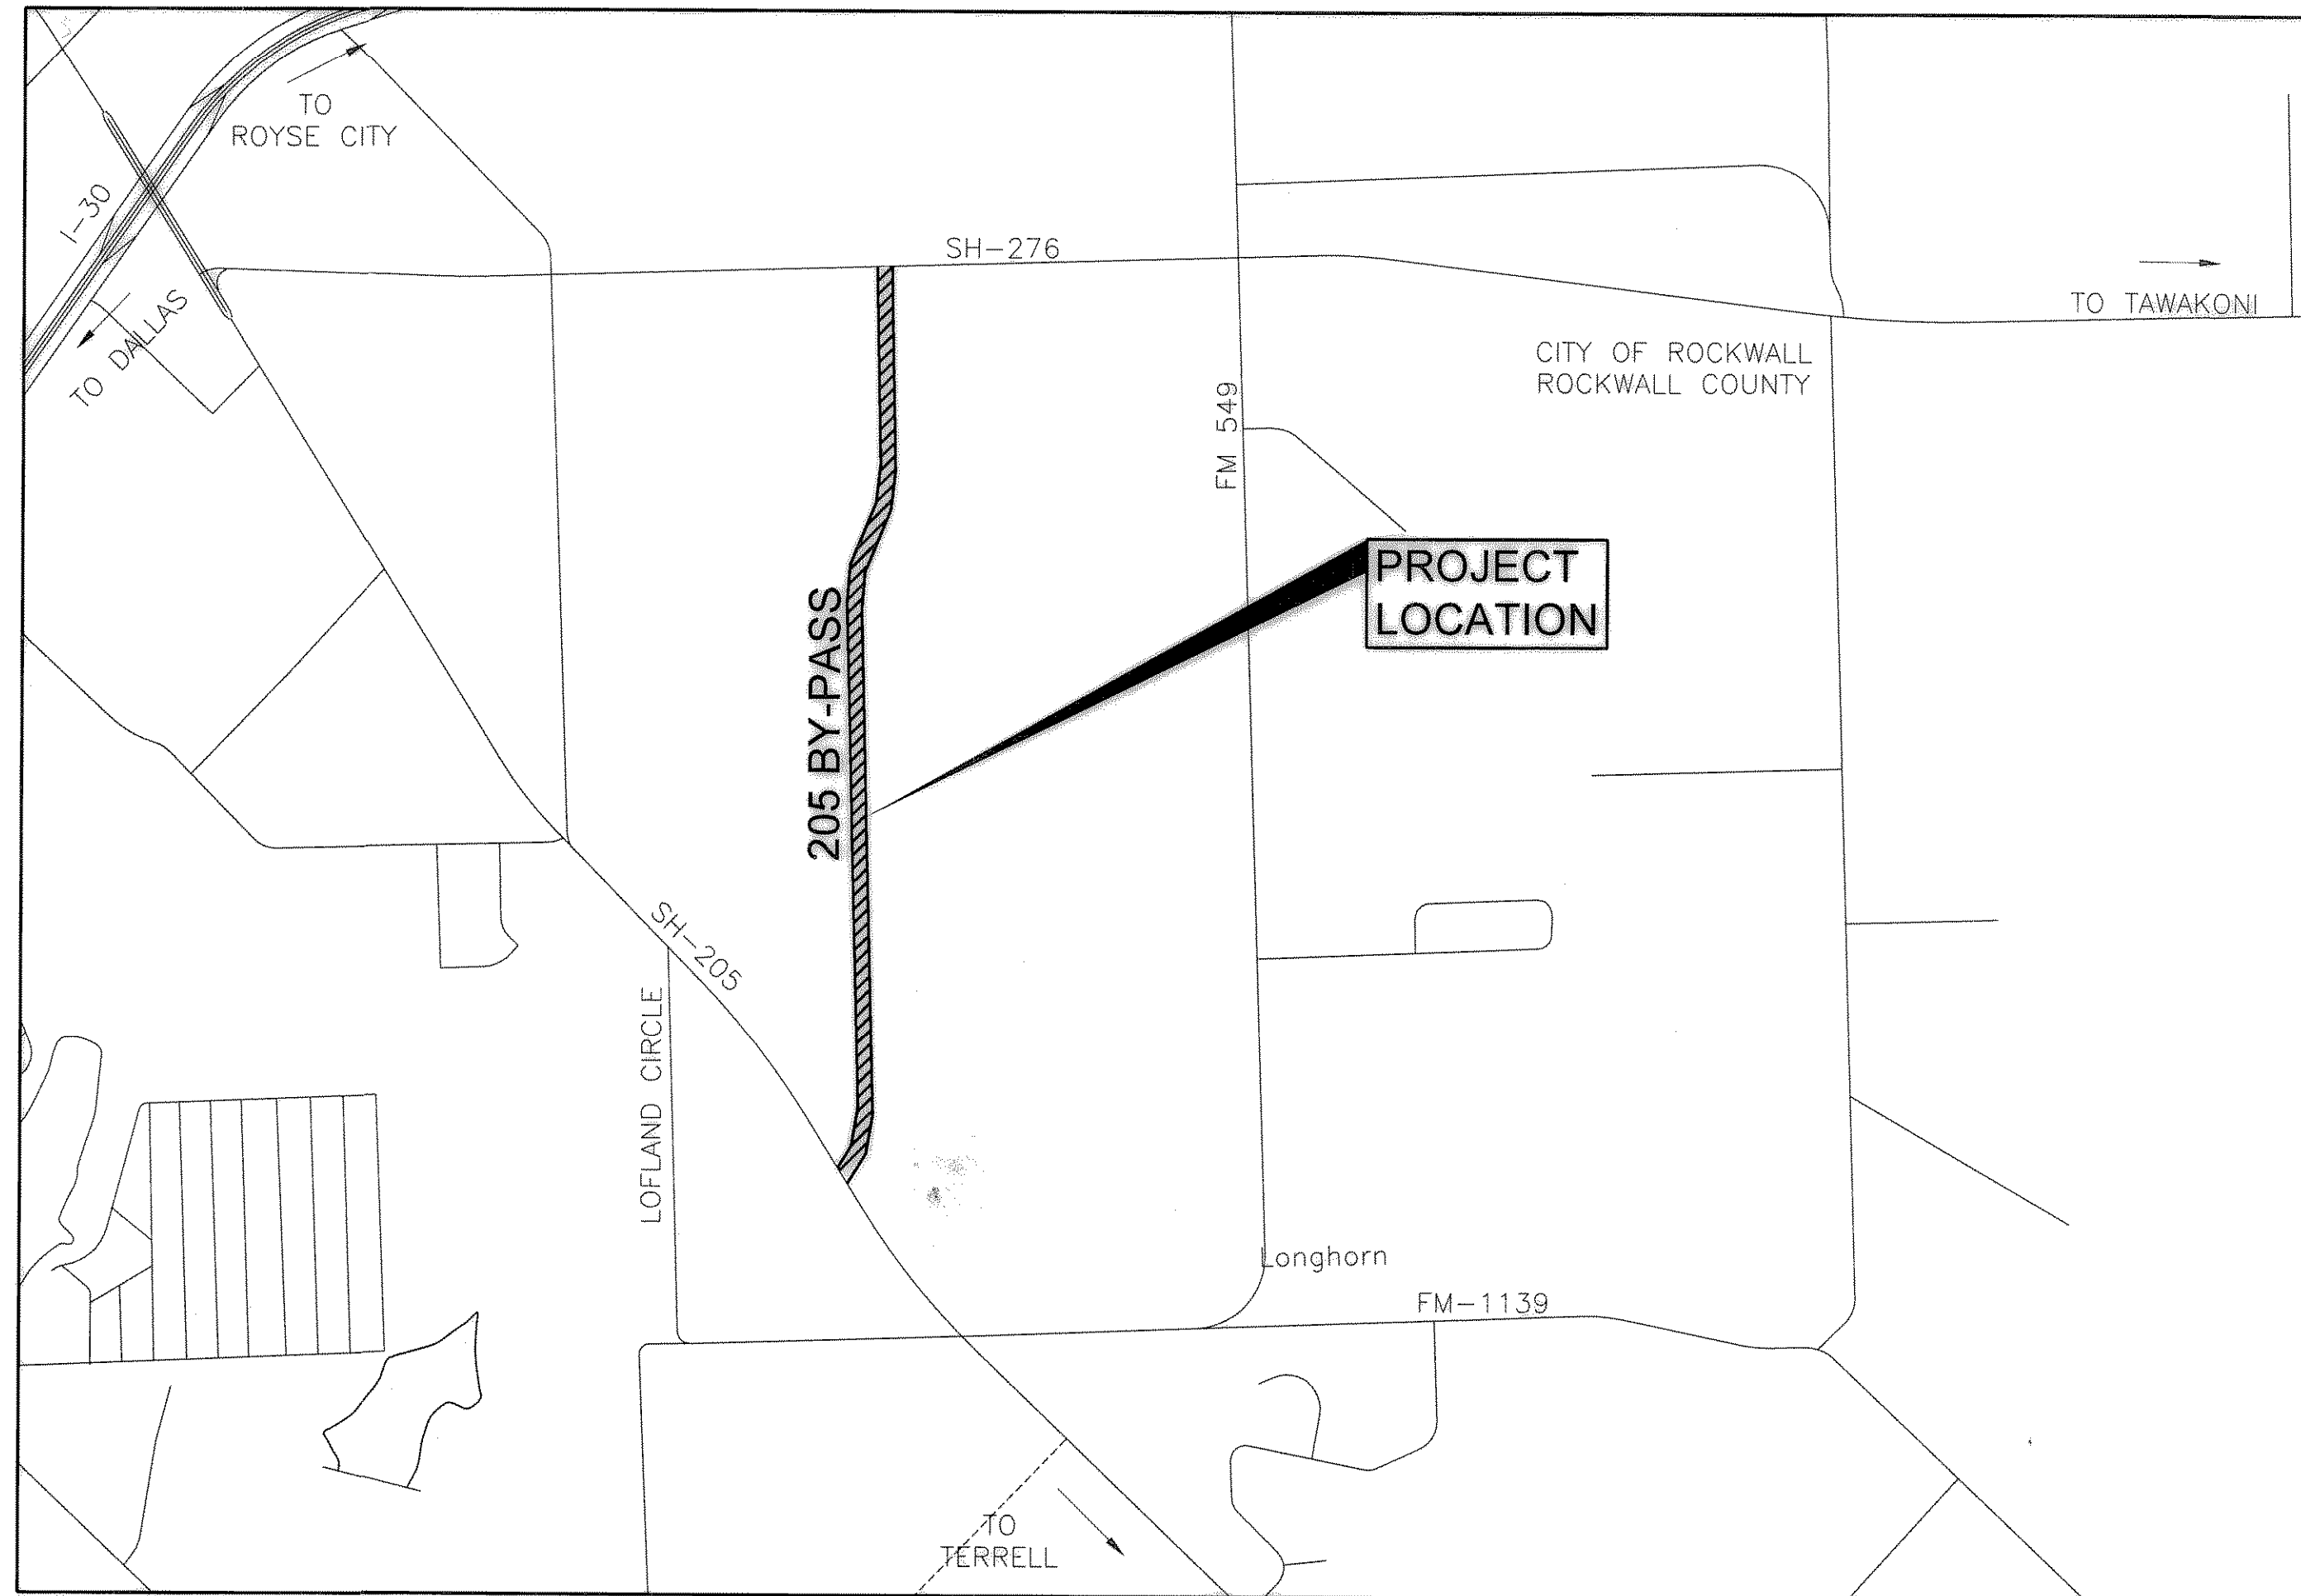 TO
ROYSE CITY
I-30
TO DALLAS
SH-276
TO TAWAKONI
CITY OF ROCKWALL
ROCKWALL COUNTY
FM 549
PROJECT
LOCATION
205 BY-PASS
SH-205
LOFLAND CIRCLE
Longhorn
FM-1139
TO
TERRELL